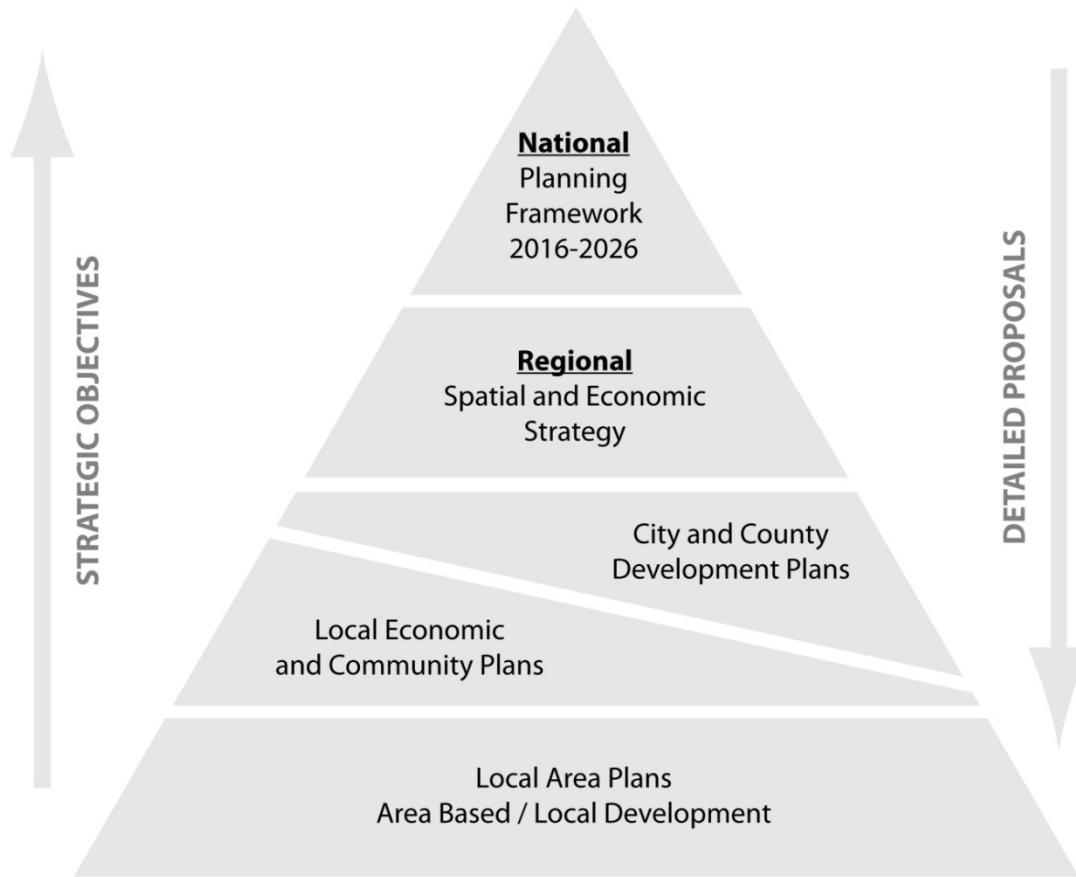 National
Planning
Framework
2016-2026
STRATEGIC OBJECTIVES
DETAILED PROPOSALS
Regional
Spatial and Economic
Strategy
City and County
Development Plans
Local Economic
and Community Plans
Local Area Plans
Area Based / Local Development